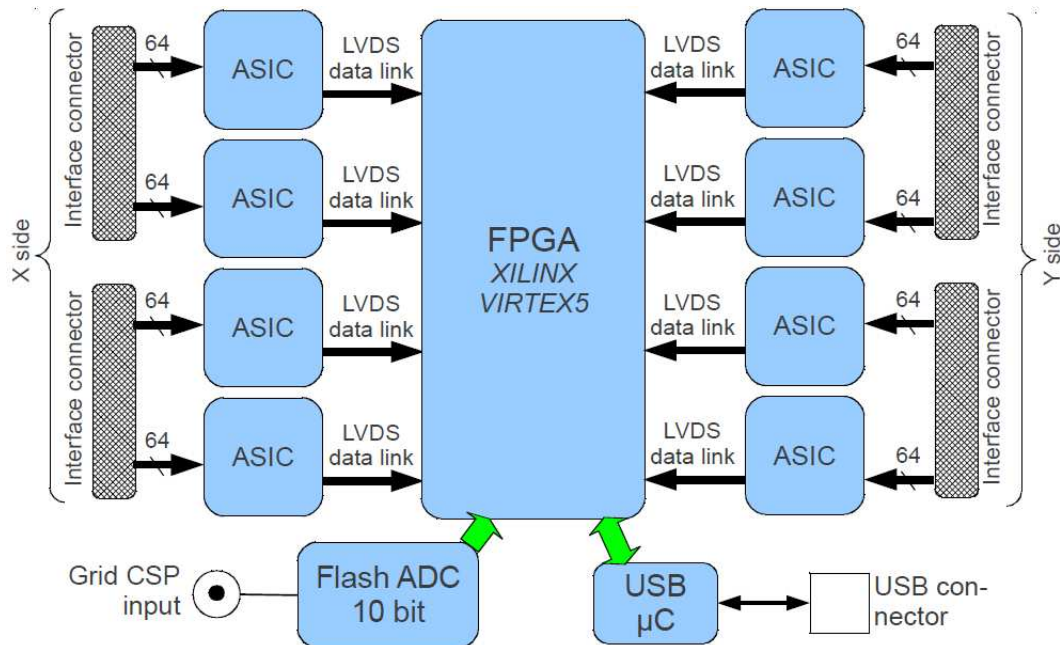 X side
Interface connector
64
ASIC
LVDS
data link
64
ASIC
LVDS
data link
Interface connector
64
ASIC
LVDS
data link
64
ASIC
LVDS
data link
FPGA
XILINX
VIRTEX5
LVDS
data link
ASIC
64
LVDS
data link
ASIC
64
Interface connector
LVDS
data link
ASIC
64
LVDS
data link
ASIC
64
Interface connector
Y side
Grid CSP
input
Flash ADC
10 bit
USB
µC
USB con-
nector